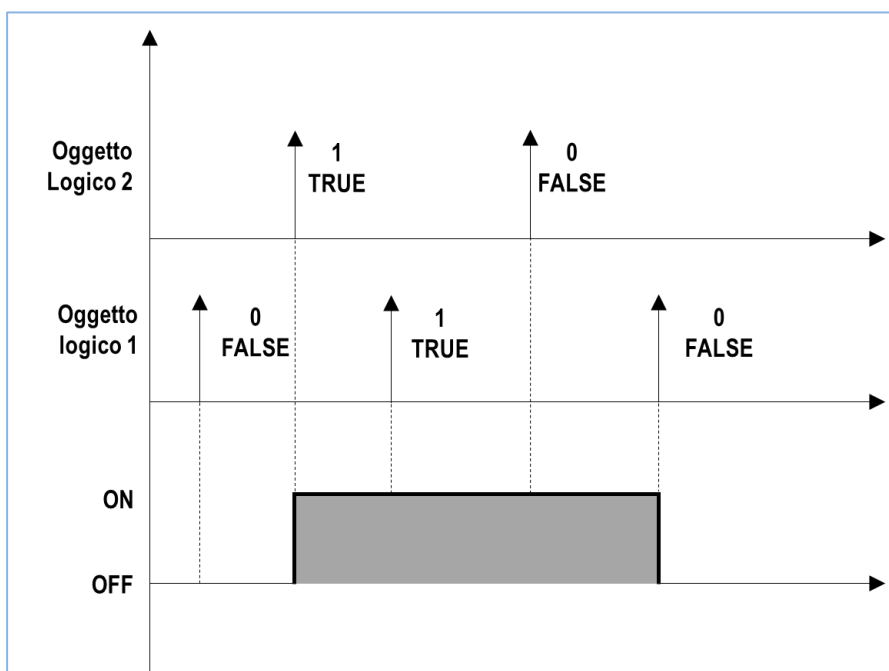 Oggetto
Logico 2
1
TRUE
0
FALSE
Oggetto
logico 1
0
FALSE
1
TRUE
0
FALSE
ON
OFF